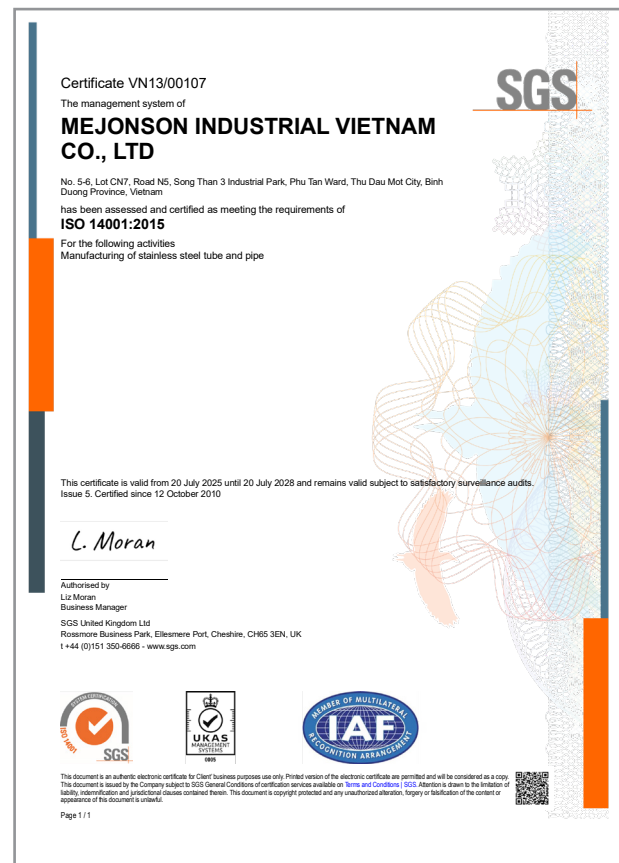 SGS
Certificate VN13/00107
The management system of
MEJONSON INDUSTRIAL VIETNAM
CO., LTD
No. 5-6, Lot CN7, Road N5, Song Than 3 Industrial Park, Phu Tan Ward, Thu Dau Mot City, Binh
Duong Province, Vietnam
has been assessed and certified as meeting the requirements of
ISO 14001:2015
For the following activities
Manufacturing of stainless steel tube and pipe
This certificate is valid from 20 July 2025 until 20 July 2028 and remains valid subject to satisfactory surveillance audits.
Issue 5. Certified since 12 October 2010
L. Moran
Authorised by
Liz Moran
Business Manager
SGS United Kingdom Ltd
Rossmore Business Park, Ellesmere Port, Cheshire, CH65 3EN, UK
t +44 (0)151 350-6666 - www.sgs.com
SYSTEM CERTIFICATION
ISO 14001
SGS
UKAS
MANAGEMENT
SYSTEMS
0005
MEMBER OF MULTILATERAL
IAF
RECOGNITION ARRANGEMENT
This document is an authentic electronic certificate for Client' business purposes use only. Printed version of the electronic certificate are permitted and will be considered as a copy.
This document is issued by the Company subject to SGS General Conditions of certification services available on Terms and Conditions | SGS. Attention is drawn to the limitation of
liability, indemnification and jurisdictional clauses contained therein. This document is copyright protected and any unauthorized alteration, forgery or falsification of the content or
appearance of this document is unlawful.
Page 1 / 1